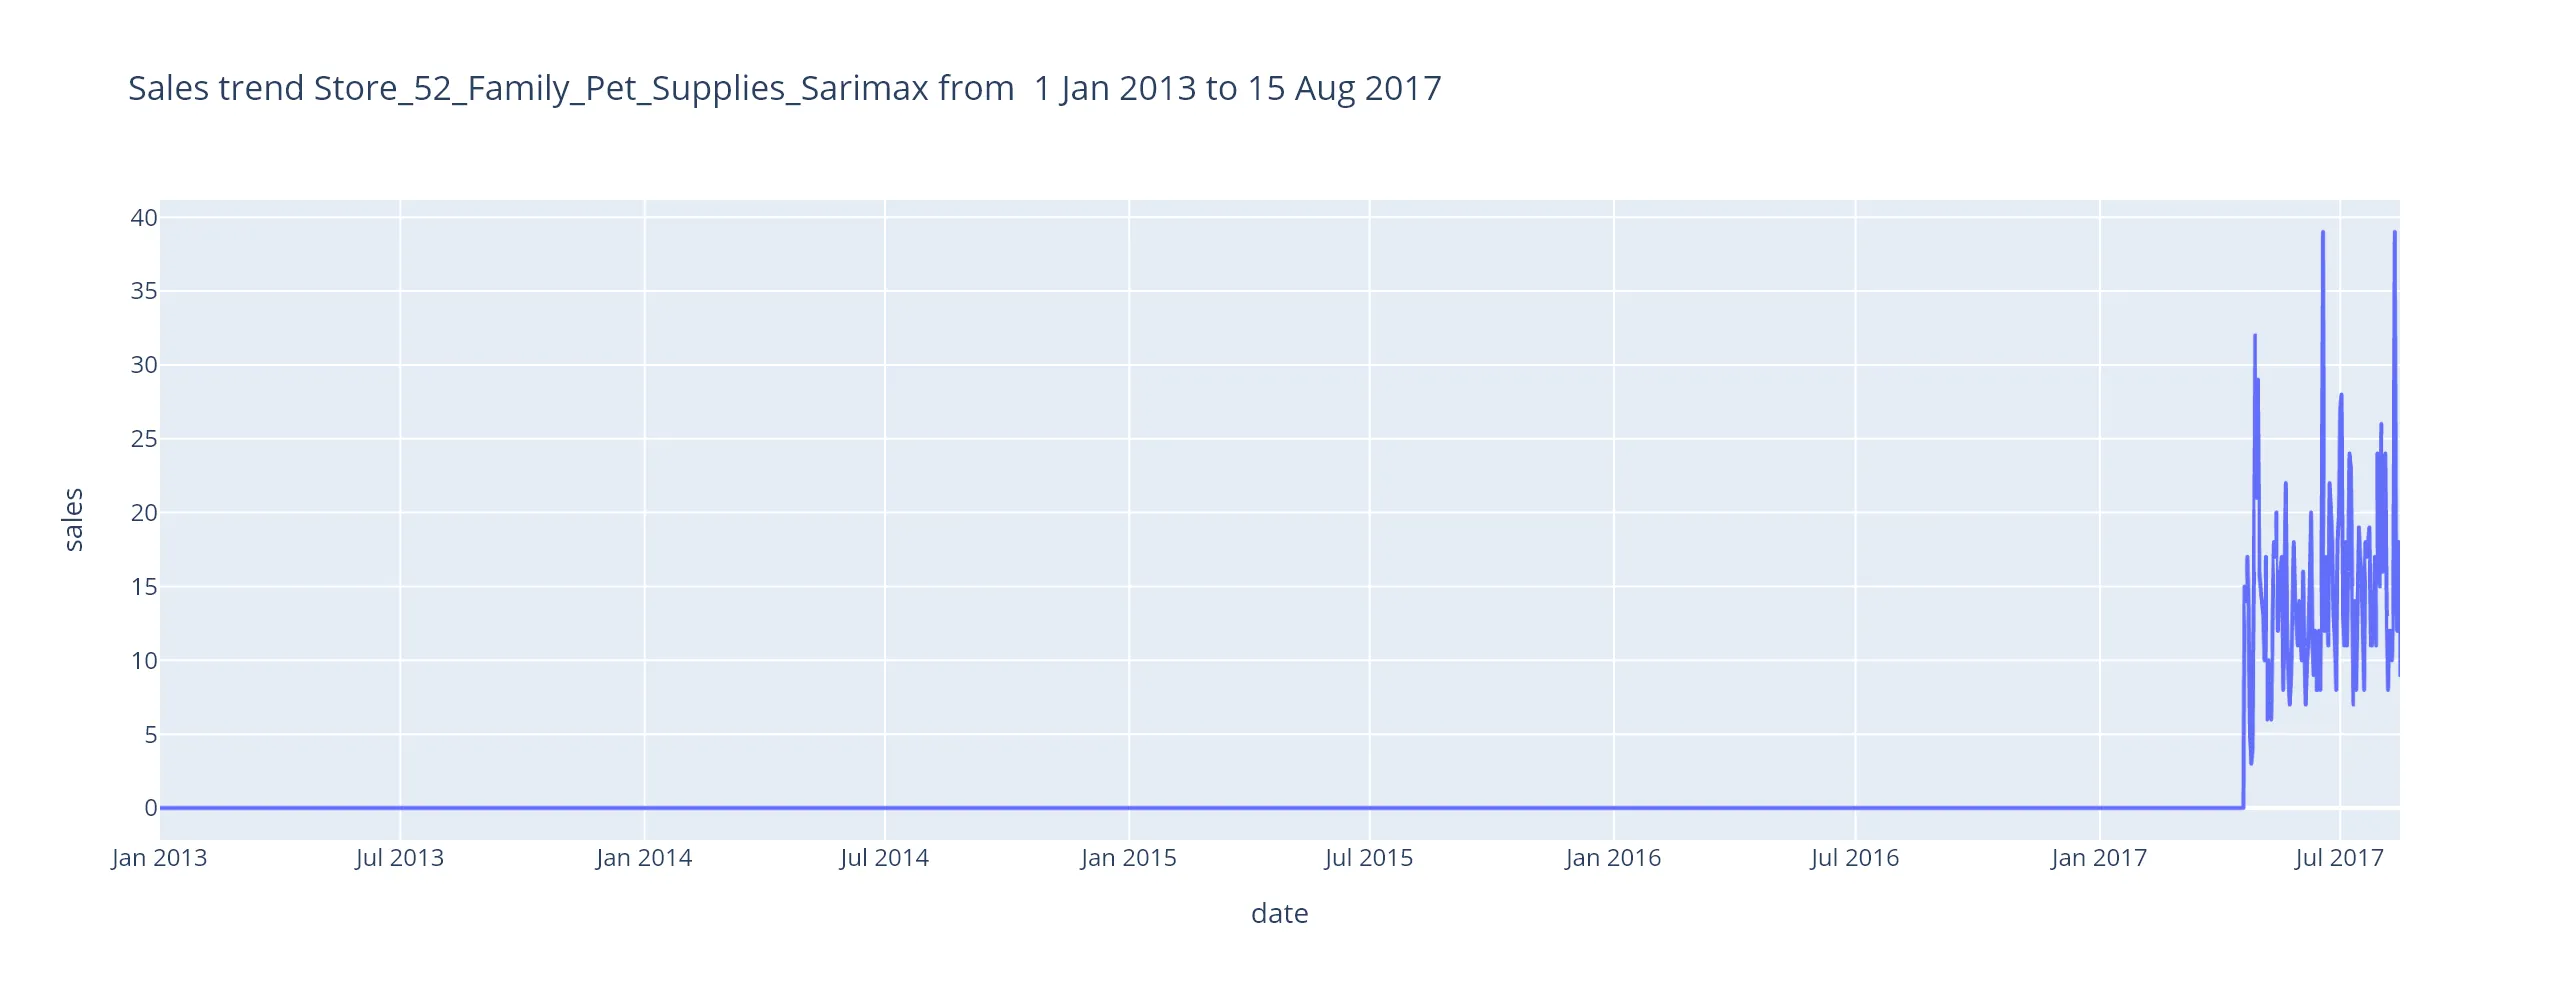 Sales trend Store_52_Family_Pet_Supplies_Sarimax from  1 Jan 2013 to 15 Aug 2017
40
35
30
25
20
15
10
5
0
sales
Jan 2013 Jul 2013 Jan 2014 Jul 2014 Jan 2015 Jul 2015 Jan 2016 Jul 2016 Jan 2017 Jul 2017
date